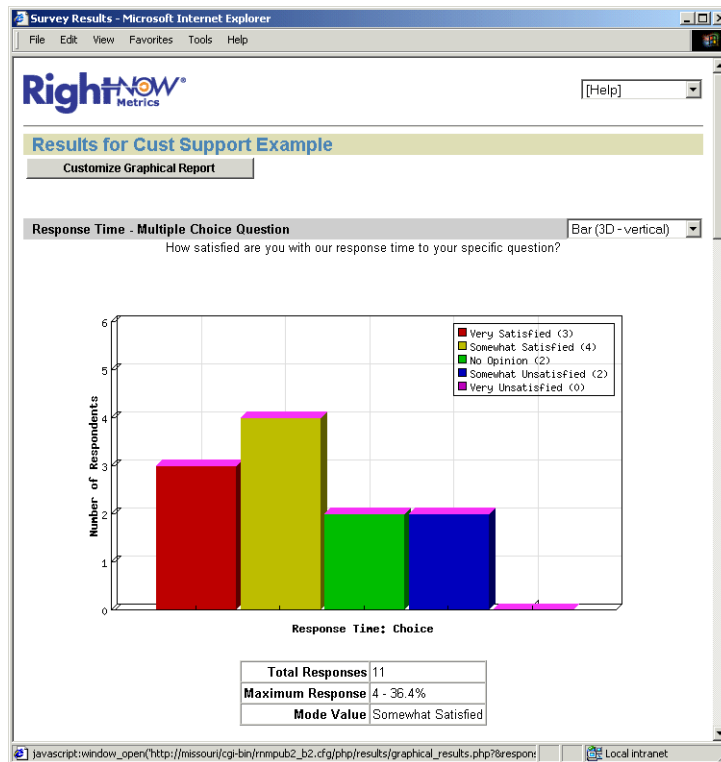 Survey Results - Microsoft Internet Explorer
File Edit View Favorites Tools Help
RightNOW®
Metrics
[Help]
Results for Cust Support Example
Customize Graphical Report
Response Time - Multiple Choice Question
Bar (3D - vertical)
How satisfied are you with our response time to your specific question?
Very Satisfied (3)
Somewhat Satisfied (4)
No Opinion (2)
Somewhat Unsatisfied (2)
Very Unsatisfied (0)
Number of Respondents
6
5
4
3
2
1
0
Response Time: Choice
Total Responses 11
Maximum Response 4 - 36.4%
Mode Value Somewhat Satisfied
javascript:window_open('http://missouri/cgi-bin/rnmpub2_b2.cfg/php/results/graphical_results.php?&respon
Local intranet